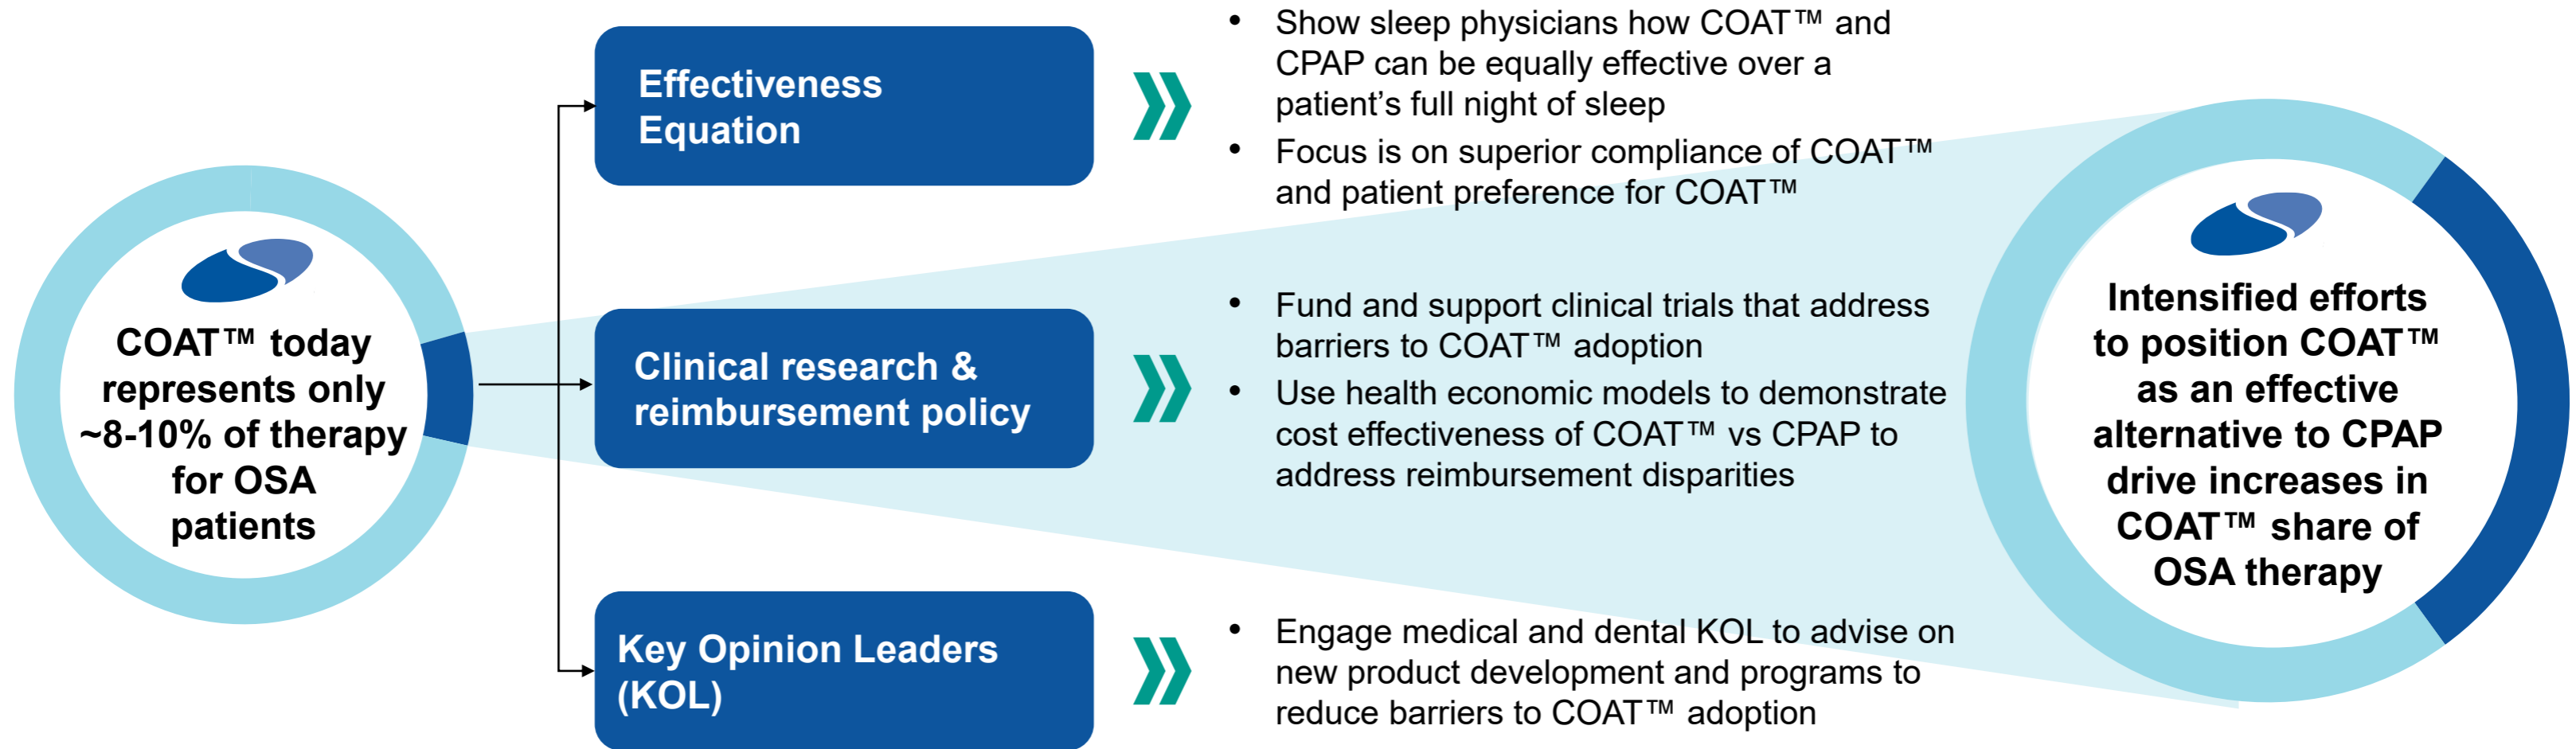 COAT™ today
represents only
~8-10% of therapy
for OSA
patients
Effectiveness
Equation
• Show sleep physicians how COAT™ and
CPAP can be equally effective over a
patient’s full night of sleep
• Focus is on superior compliance of COAT™
and patient preference for COAT™
Clinical research &
reimbursement policy
• Fund and support clinical trials that address
barriers to COAT™ adoption
• Use health economic models to demonstrate
cost effectiveness of COAT™ vs CPAP to
address reimbursement disparities
Key Opinion Leaders
(KOL)
• Engage medical and dental KOL to advise on
new product development and programs to
reduce barriers to COAT™ adoption
Intensified efforts
to position COAT™
as an effective
alternative to CPAP
drive increases in
COAT™ share of
OSA therapy